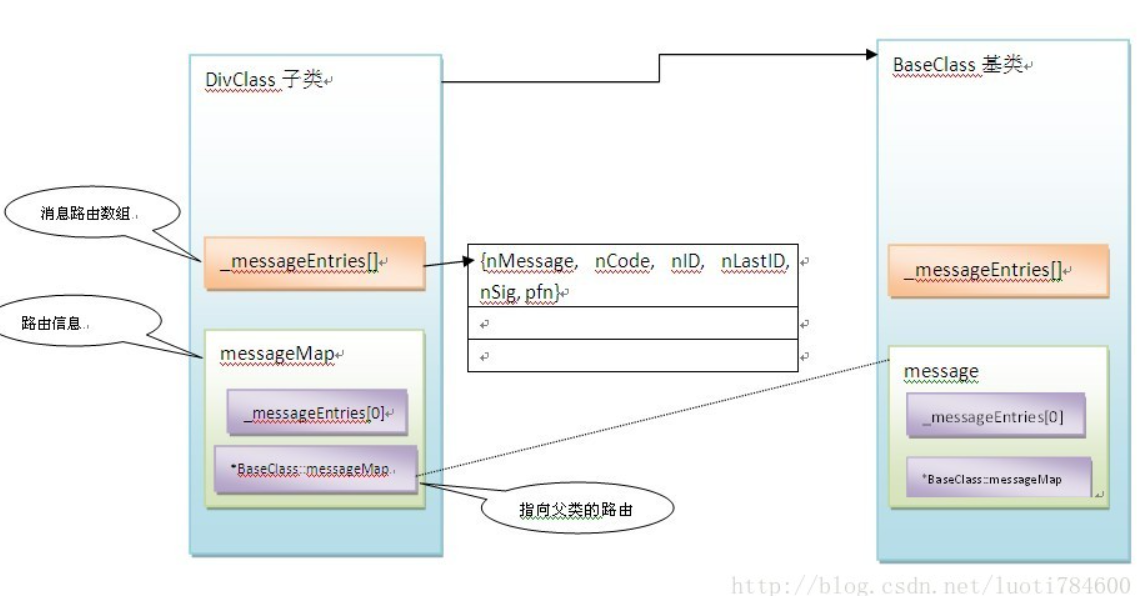 DivClass 子类
BaseClass 基类
消息路由数组
_messageEntries[]
{nMessage, nCode, nID, nLastID,
nSig, pfn}
_messageEntries[]
路由信息
messageMap
message
_messageEntries[0]
_messageEntries[0]
*BaseClass::messageMap
*BaseClass::messageMap
指向父类的路由
http://blog.csdn.net/luoti784600